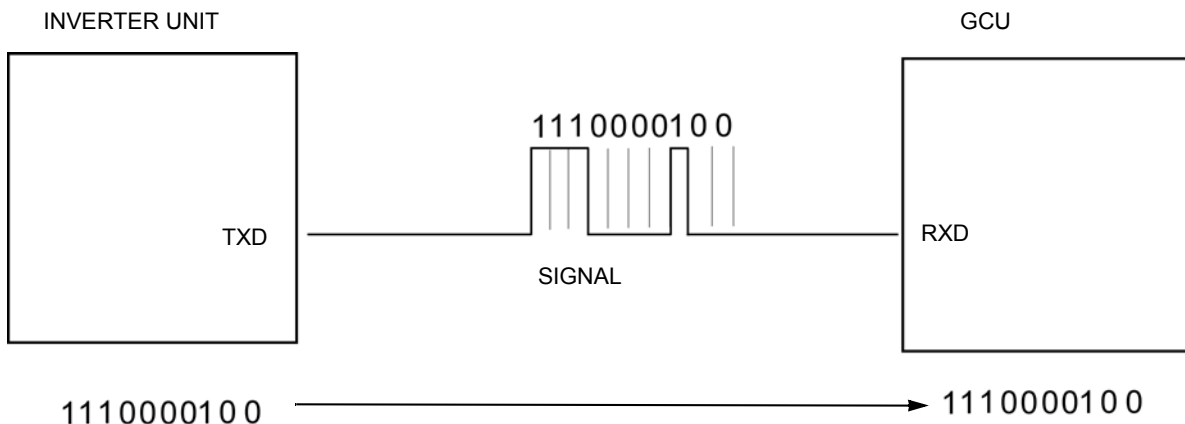 INVERTER UNIT
GCU
1110000100
TXD
RXD
SIGNAL
1110000100
1110000100